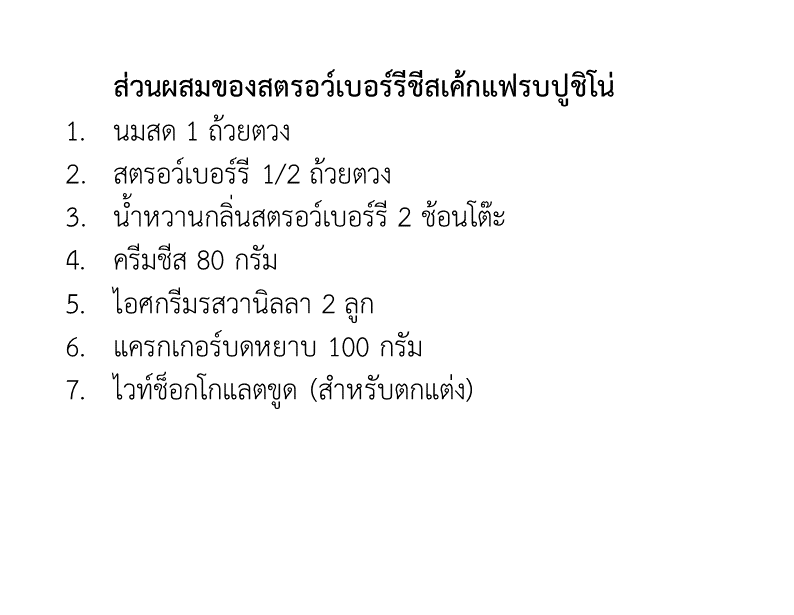 ส่วนผสมของสตรอว์เบอร์รีชีสเค้กแฟรบปูชิโน่
1. นมสด 1 ถ้วยตวง
2. สตรอว์เบอร์รี 1/2 ถ้วยตวง
3. น้ำหวานกลิ่นสตรอว์เบอร์รี 2 ช้อนโต๊ะ
4. ครีมชีส 80 กรัม
5. ไอศกรีมรสวานิลลา 2 ลูก
6. แครกเกอร์บดหยาบ 100 กรัม
7. ไวท์ช็อกโกแลตขูด (สำหรับตกแต่ง)